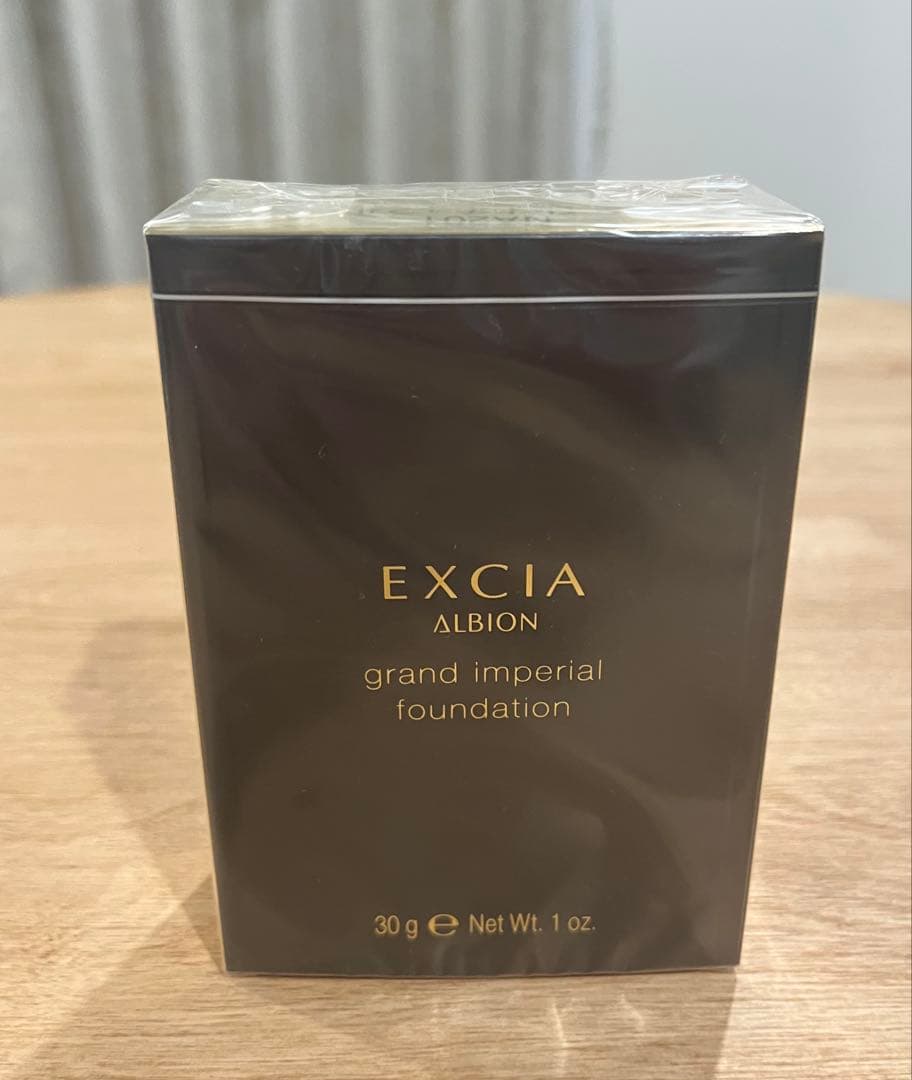 EXCIA
ALBION
grand imperial
foundation
30 g ℮ Net Wt. 1 oz.